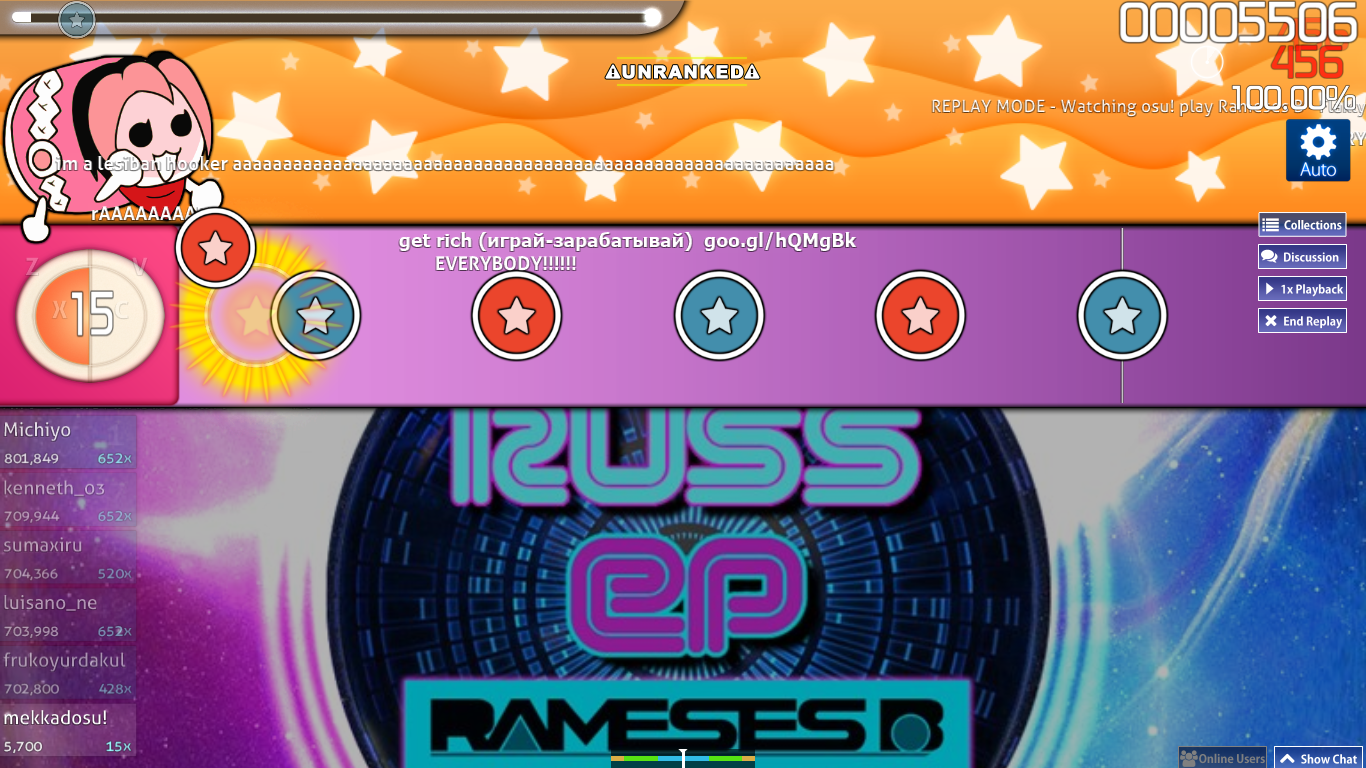 00005506
456
⚠UNRANKED⚠
100.00%
REPLAY MODE - Watching osu! play Rameses
Auto
im a lesiban hooker aaaaaaaaaaaaaaaaaaaaaaaaaaaaaaaaaaaaaaaaaaaaaaaaaaaaaaaaaaaaaaaa
rAAAAAAAA
Collections
get rich (играй-зарабатывай) goo.gl/hQMgBk
EVERYBODY!!!!!!
Discussion
1x Playback
End Replay
Z V
X 15 C
Michiyo
1
801,849 652x
kenneth_03
709,944 652x
sumaxiru
704,366 520x
luisano_ne
703,998 652x
frukoyurdakul
702,800 428x
mekkadosu!
5,700 15x
RUSS
ep
RAMESES B
Online Users
Show Chat